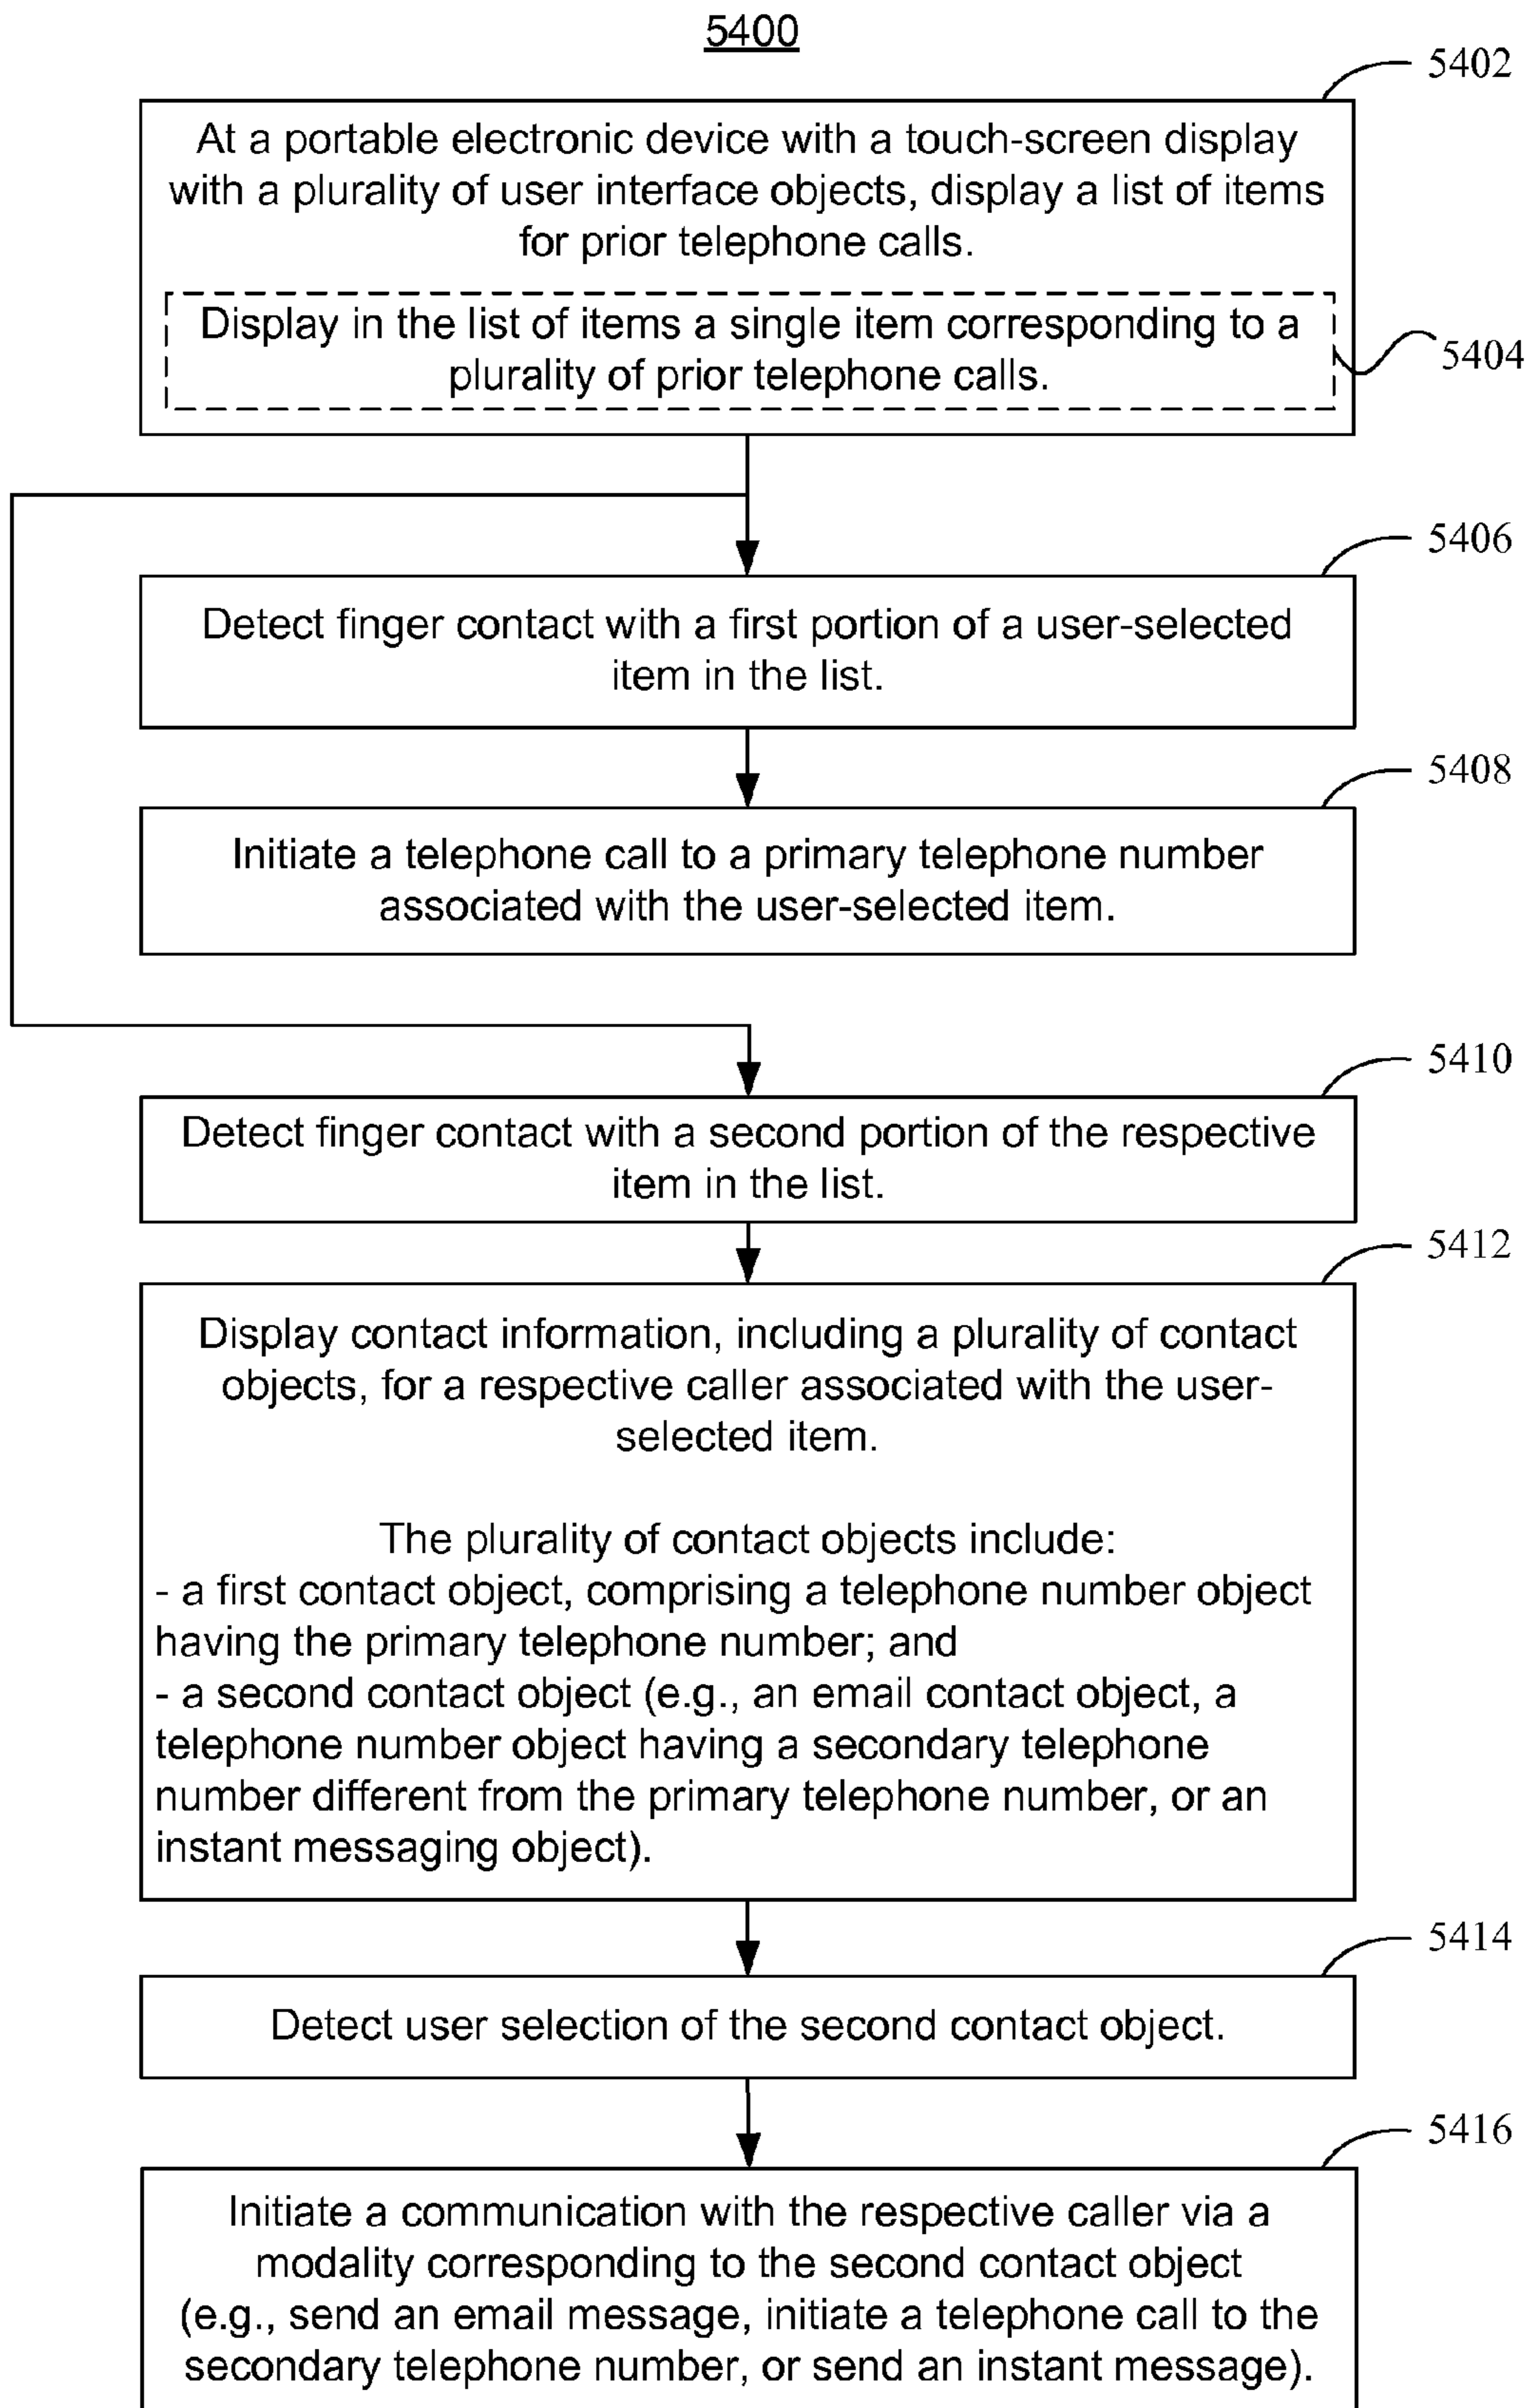 5400
5402
At a portable electronic device with a touch-screen display
with a plurality of user interface objects, display a list of items
for prior telephone calls.
Display in the list of items a single item corresponding to a
plurality of prior telephone calls.
5404
5406
Detect finger contact with a first portion of a user-selected
item in the list.
5408
Initiate a telephone call to a primary telephone number
associated with the user-selected item.
5410
Detect finger contact with a second portion of the respective
item in the list.
5412
Display contact information, including a plurality of contact
objects, for a respective caller associated with the user-
selected item.
The plurality of contact objects include:
- a first contact object, comprising a telephone number object
having the primary telephone number; and
- a second contact object (e.g., an email contact object, a
telephone number object having a secondary telephone
number different from the primary telephone number, or an
instant messaging object).
5414
Detect user selection of the second contact object.
5416
Initiate a communication with the respective caller via a
modality corresponding to the second contact object
(e.g., send an email message, initiate a telephone call to the
secondary telephone number, or send an instant message).